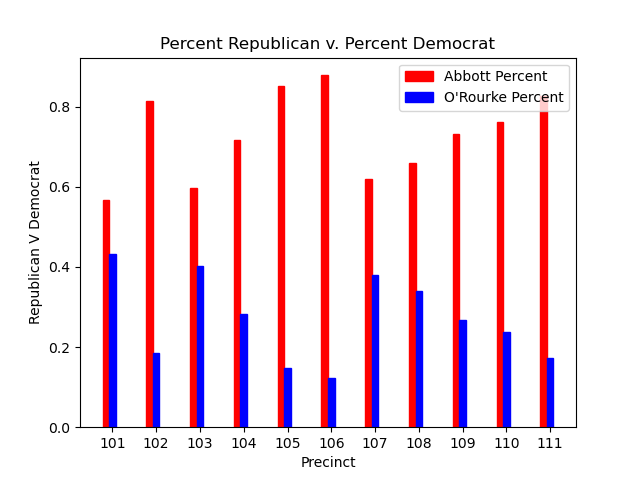 Percent Republican v. Percent Democrat
Abbott Percent
O'Rourke Percent
Republican V Democrat
0.8
0.6
0.4
0.2
0.0
101 102 103 104 105 106 107 108 109 110 111
Precinct